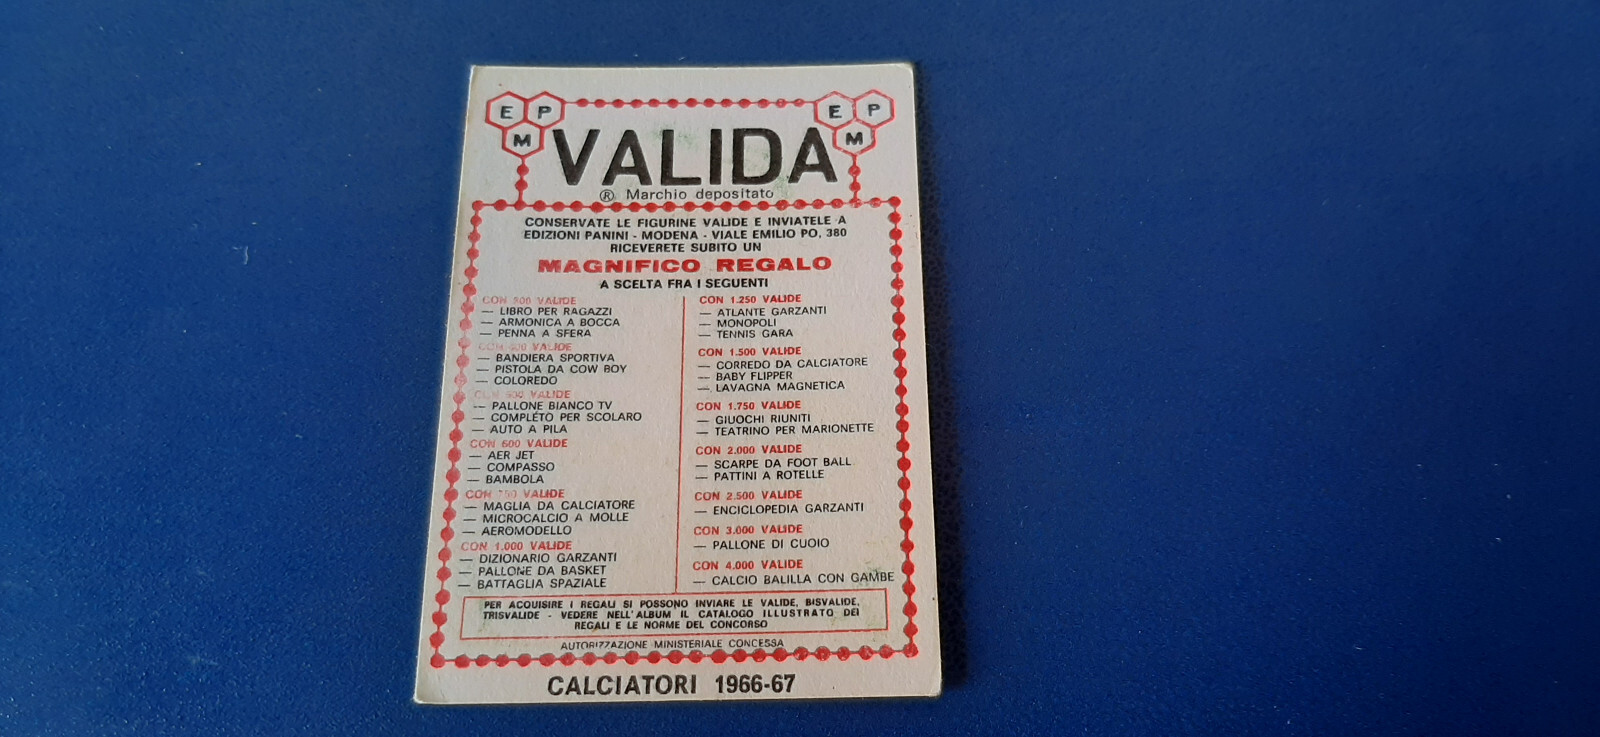 E P
M
E P
M
VALIDA
® Marchio depositato
CONSERVATE LE FIGURINE VALIDE E INVIATELE A
EDIZIONI PANINI - MODENA - VIALE EMILIO PO, 380
RICEVERETE SUBITO UN
MAGNIFICO REGALO
A SCELTA FRA I SEGUENTI
CON 300 VALIDE
— LIBRO PER RAGAZZI
— ARMONICA A BOCCA
— PENNA A SFERA
CON 400 VALIDE
— BANDIERA SPORTIVA
— PISTOLA DA COW BOY
— COLOREDO
CON 500 VALIDE
— PALLONE BIANCO TV
— COMPLÉTO PER SCOLARO
— AUTO A PILA
CON 600 VALIDE
— AER JET
— COMPASSO
— BAMBOLA
CON 750 VALIDE
— MAGLIA DA CALCIATORE
— MICROCALCIO A MOLLE
— AEROMODELLO
CON 1.000 VALIDE
— DIZIONARIO GARZANTI
— PALLONE DA BASKET
— BATTAGLIA SPAZIALE
CON 1.250 VALIDE
— ATLANTE GARZANTI
— MONOPOLI
— TENNIS GARA
CON 1.500 VALIDE
— CORREDO DA CALCIATORE
— BABY FLIPPER
— LAVAGNA MAGNETICA
CON 1.750 VALIDE
— GIUOCHI RIUNITI
— TEATRINO PER MARIONETTE
CON 2.000 VALIDE
— SCARPE DA FOOT BALL
— PATTINI A ROTELLE
CON 2.500 VALIDE
— ENCICLOPEDIA GARZANTI
CON 3.000 VALIDE
— PALLONE DI CUOIO
CON 4.000 VALIDE
— CALCIO BALILLA CON GAMBE
PER ACQUISIRE I REGALI SI POSSONO INVIARE LE VALIDE, BISVALIDE,
TRISVALIDE - VEDERE NELL'ALBUM IL CATALOGO ILLUSTRATO DEI
REGALI E LE NORME DEL CONCORSO
AUTORIZZAZIONE MINISTERIALE CONCESSA
CALCIATORI 1966-67